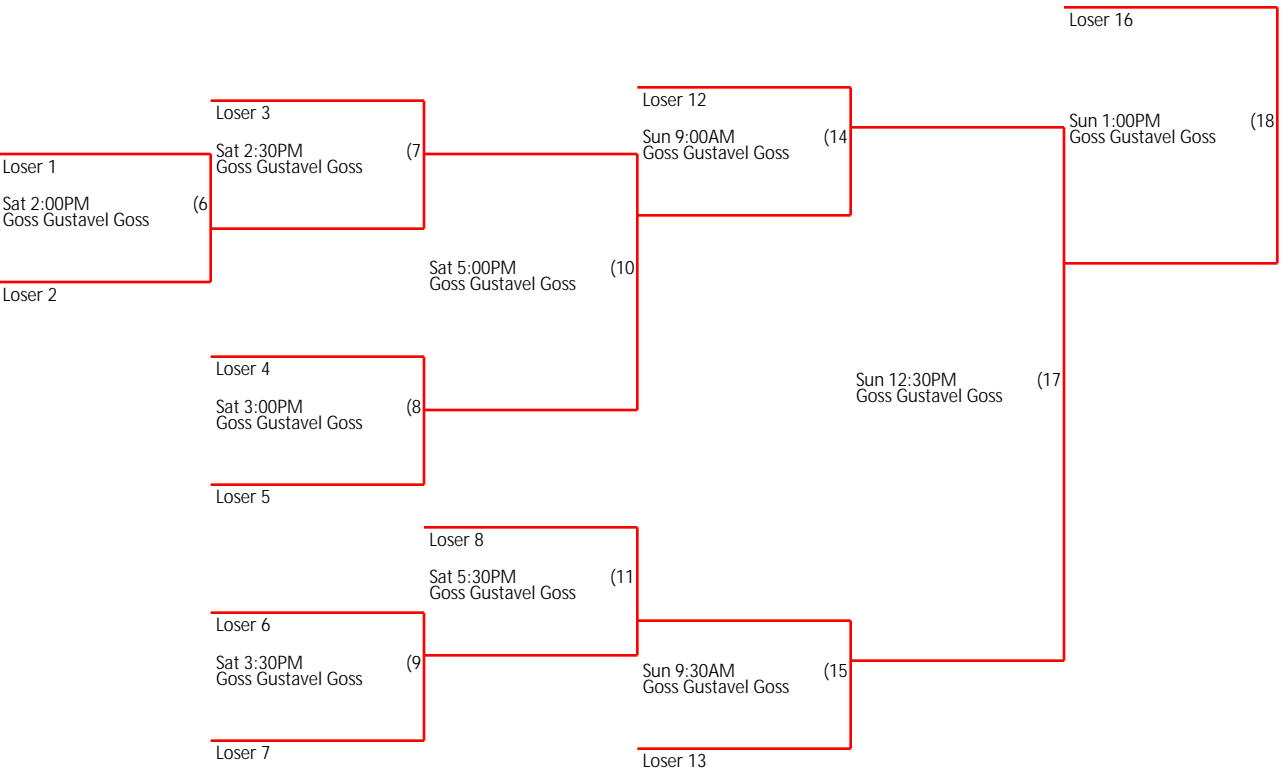 Loser 16
Sun 1:00PM (18
Goss Gustavel Goss
Loser 12
Sun 9:00AM (14
Goss Gustavel Goss
Loser 3
Sat 2:30PM (7
Goss Gustavel Goss
Loser 1
Sat 2:00PM (6
Goss Gustavel Goss
Loser 2
Sat 5:00PM (10
Goss Gustavel Goss
Loser 4
Sat 3:00PM (8
Goss Gustavel Goss
Loser 5
Sun 12:30PM (17
Goss Gustavel Goss
Loser 8
Sat 5:30PM (11
Goss Gustavel Goss
Loser 6
Sat 3:30PM (9
Goss Gustavel Goss
Loser 7
Sun 9:30AM (15
Goss Gustavel Goss
Loser 13